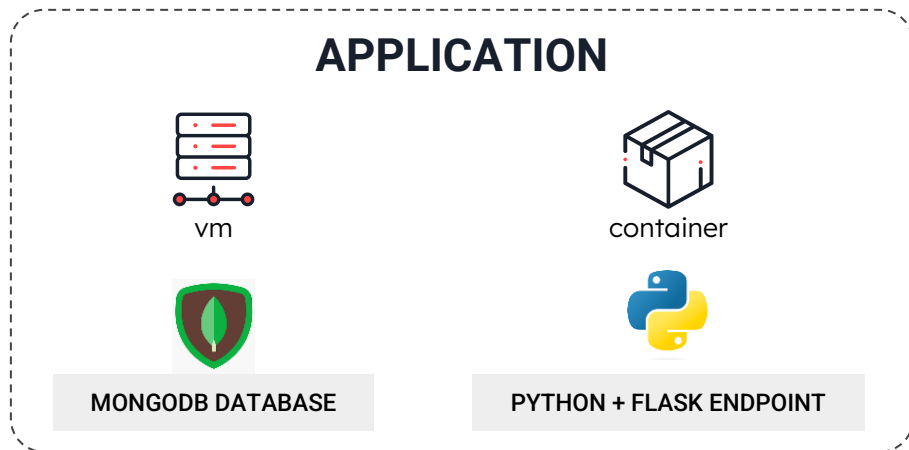 APPLICATION
vm
container
MONGODB DATABASE
PYTHON + FLASK ENDPOINT